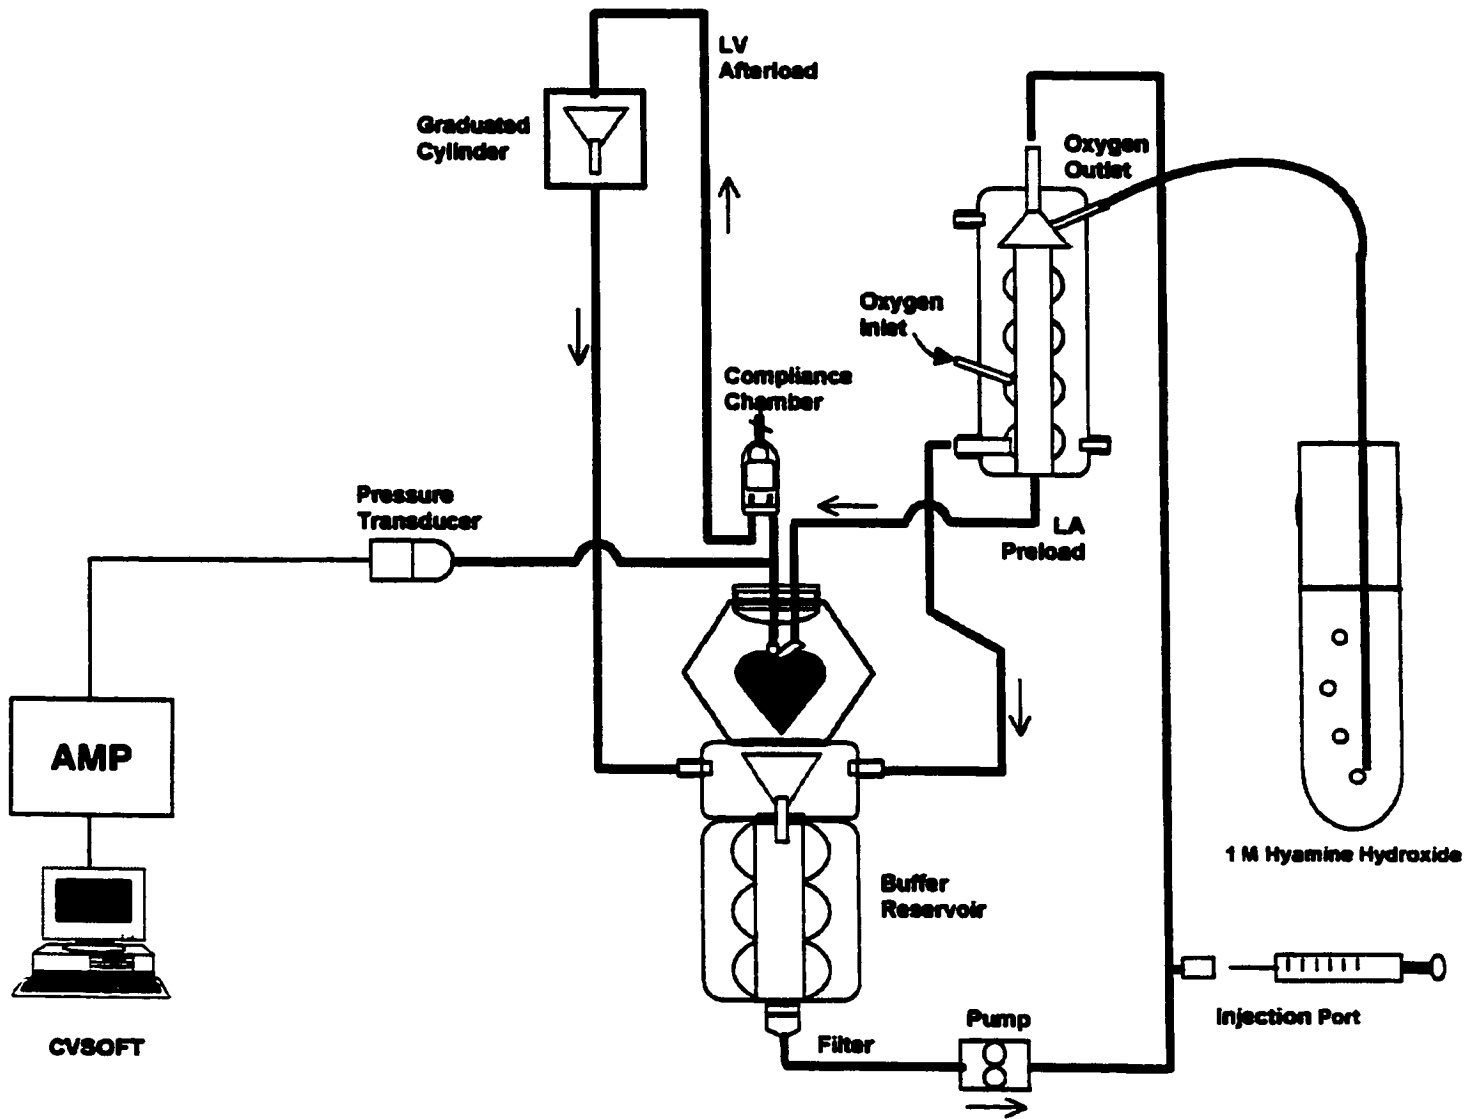 LV
Afterload
Graduated
Cylinder
Oxygen
Outlet
Oxygen
Inlet
Compliance
Chamber
Pressure
Transducer
LA
Preload
AMP
1 M Hyamine Hydroxide
Buffer
Reservoir
Injection Port
Pump
Filter
CVSOFT